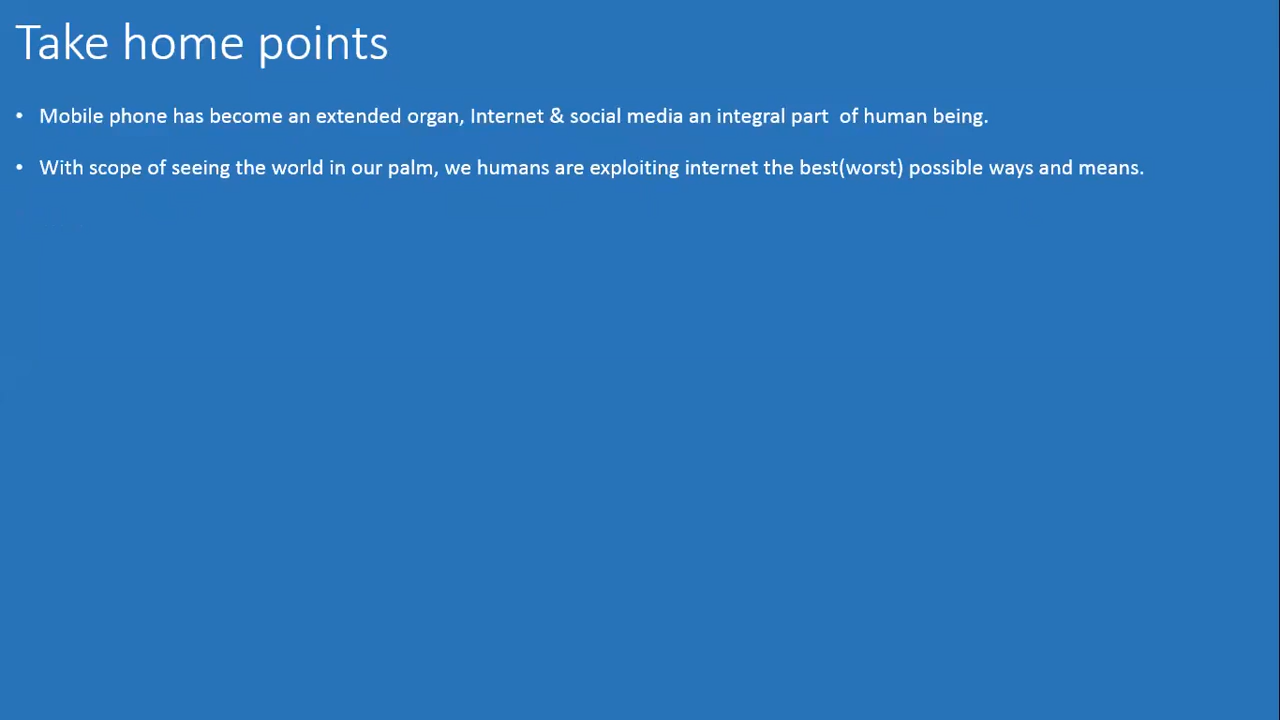 Take home points
• Mobile phone has become an extended organ, Internet & social media an integral part  of human being.
• With scope of seeing the world in our palm, we humans are exploiting internet the best(worst) possible ways and means.